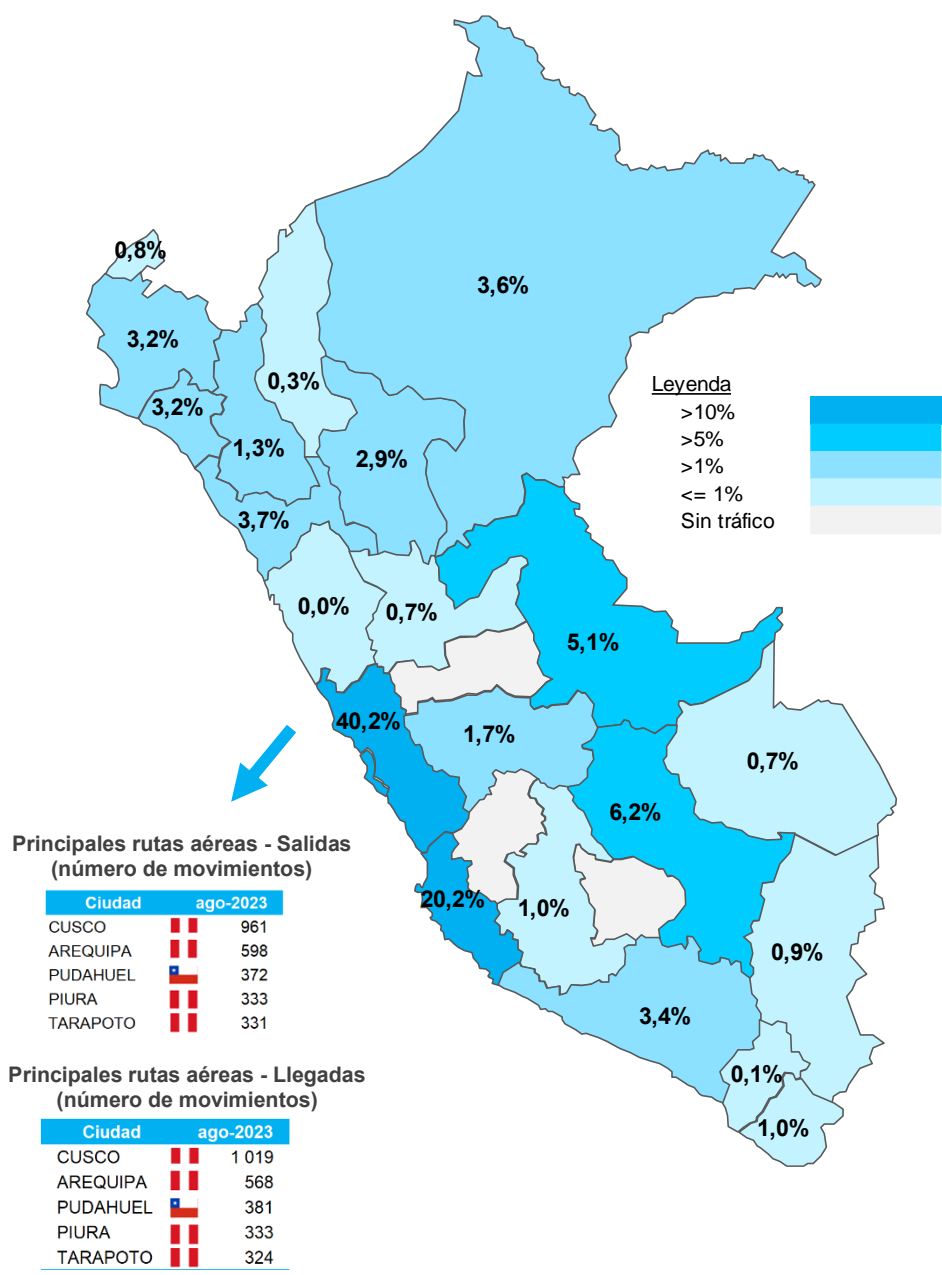 0,8%
3,6%
3,2%
0,3%
3,2%
1,3%
2,9%
3,7%
Leyenda
>10%
>5%
>1%
<= 1%
Sin tráfico
0,0%
0,7%
5,1%
40,2%
1,7%
0,7%
6,2%
20,2%
1,0%
0,9%
3,4%
0,1%
1,0%
Principales rutas aéreas - Salidas
(número de movimientos)
Ciudad ago-2023
CUSCO 961
AREQUIPA 598
PUDAHUEL 372
PIURA 333
TARAPOTO 331
Principales rutas aéreas - Llegadas
(número de movimientos)
Ciudad ago-2023
CUSCO 1 019
AREQUIPA 568
PUDAHUEL 381
PIURA 333
TARAPOTO 324